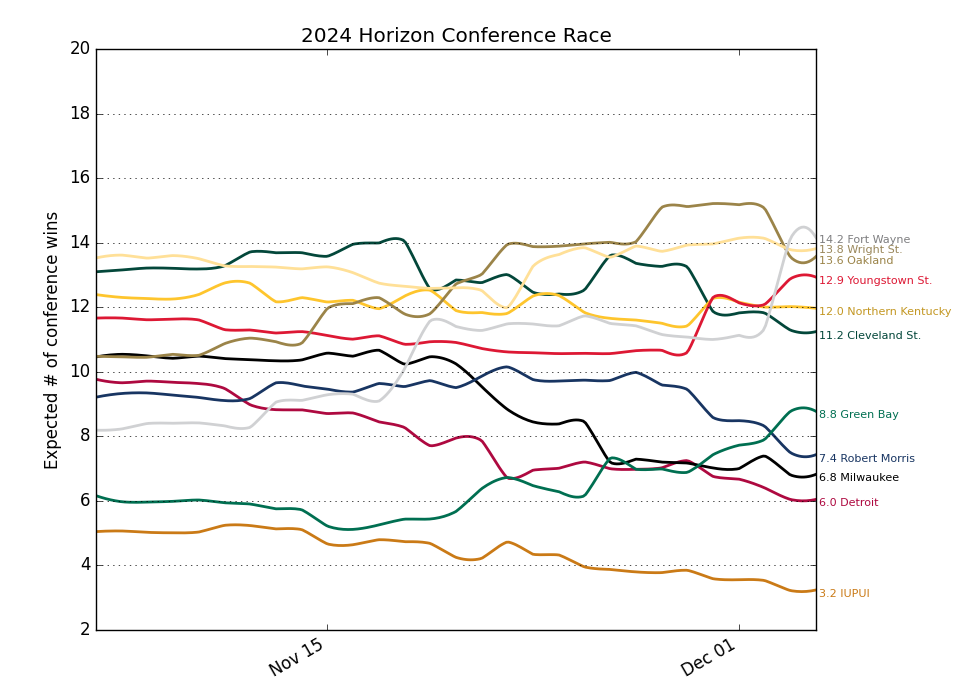 2024 Horizon Conference Race
Expected # of conference wins
20
18
16
14
12
10
8
6
4
2
Nov 15
Dec 01
14.2 Fort Wayne
13.8 Wright St.
13.6 Oakland
12.9 Youngstown St.
12.0 Northern Kentucky
11.2 Cleveland St.
8.8 Green Bay
7.4 Robert Morris
6.8 Milwaukee
6.0 Detroit
3.2 IUPUI